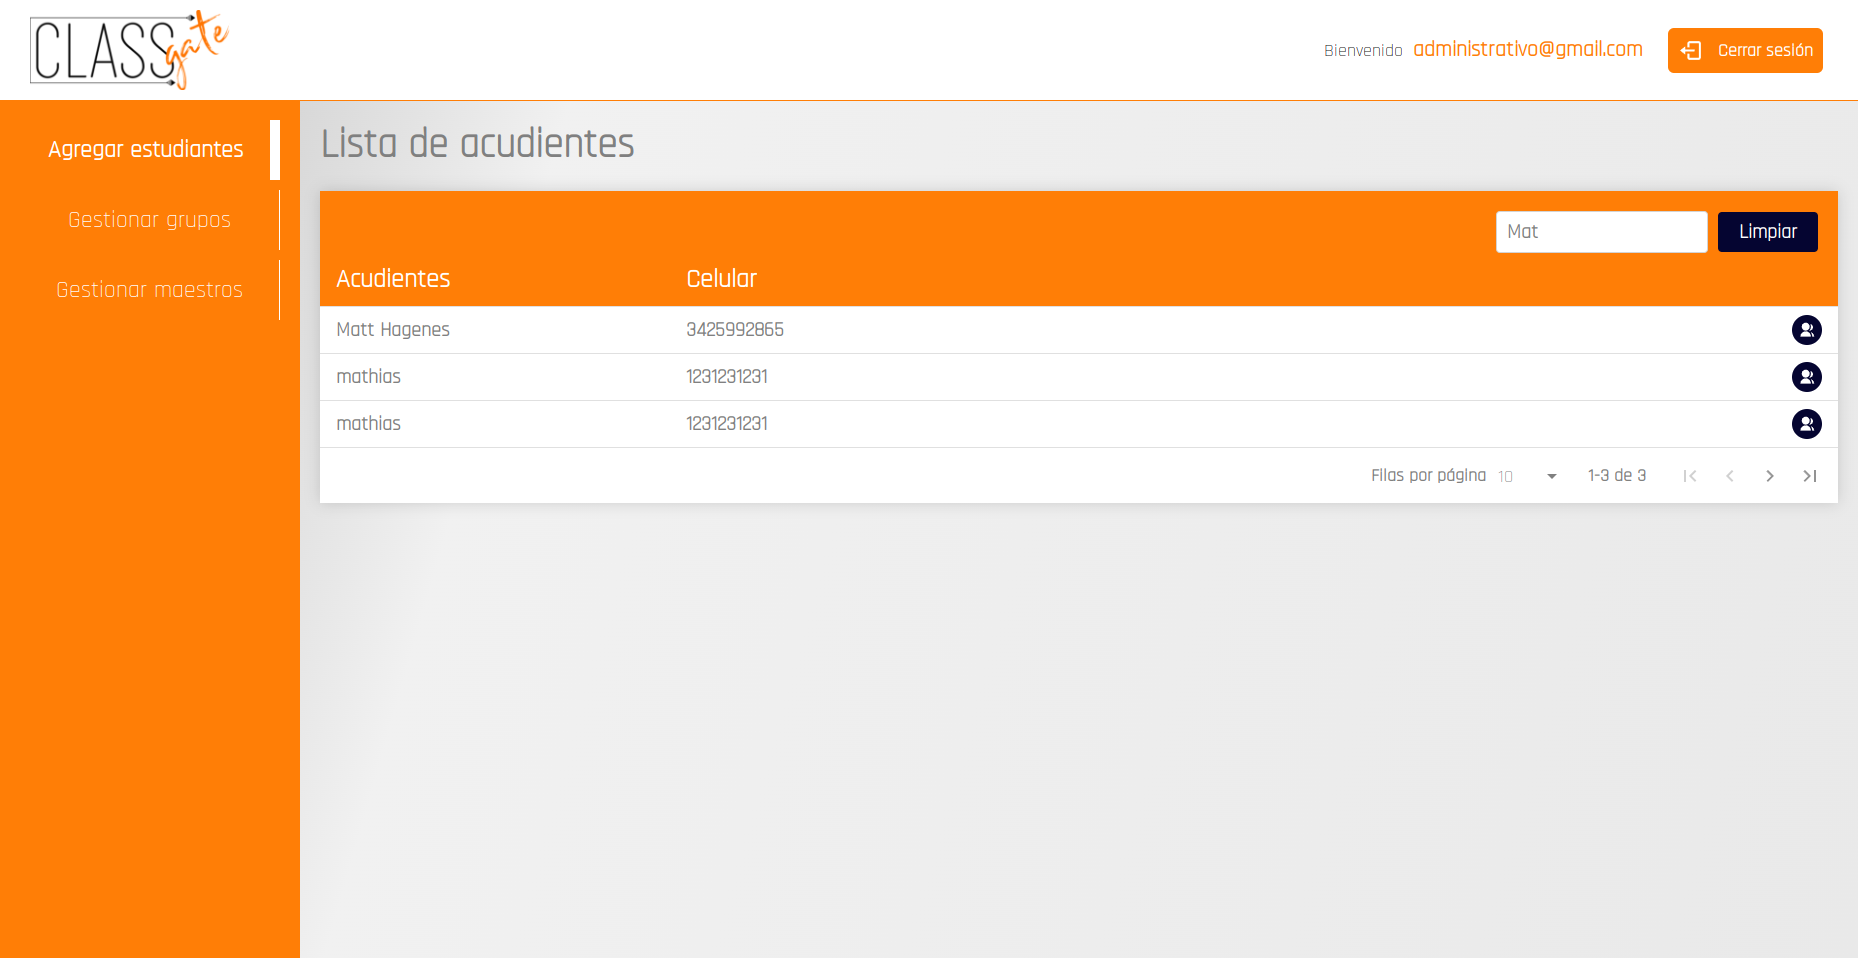 CLASSgate
Bienvenido administrativo@gmail.com
Cerrar sesión
Agregar estudiantes
Gestionar grupos
Gestionar maestros
Lista de acudientes
Mat
Limpiar
Acudientes Celular
Matt Hagenes 3425992865
mathias 1231231231
mathias 1231231231
Filas por página 10 1-3 de 3